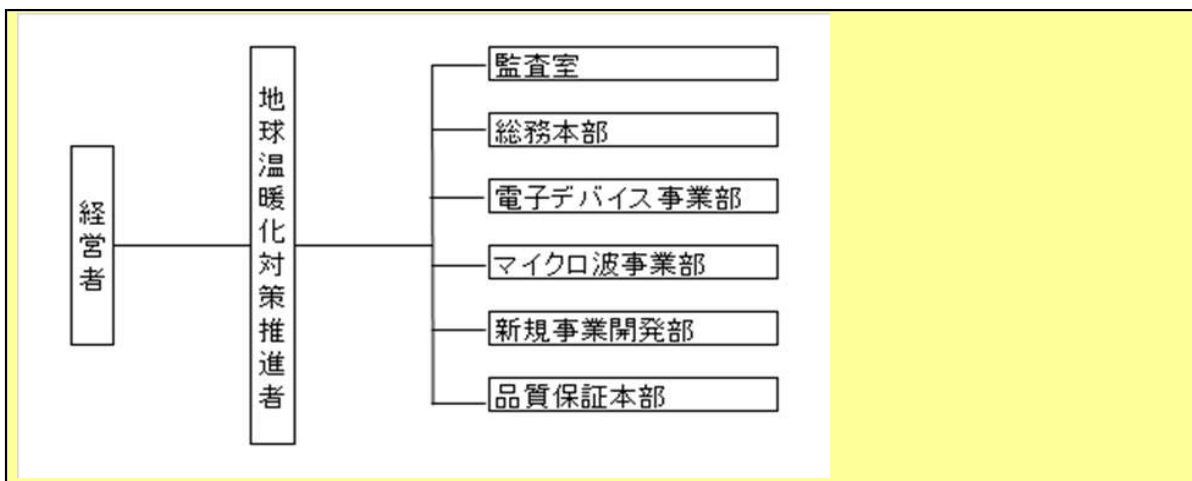 経営者
地球温暖化対策推進者
監査室
総務本部
電子デバイス事業部
マイクロ波事業部
新規事業開発部
品質保証本部